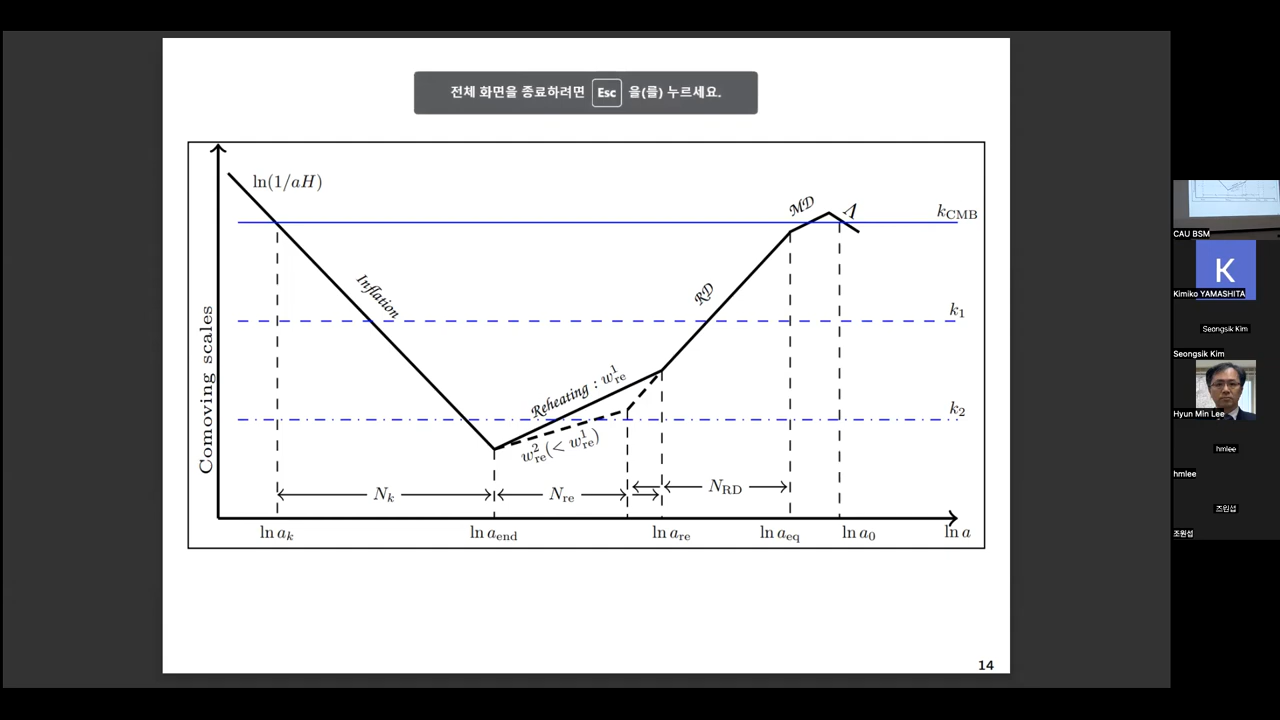 전체 화면을 종료하려면 Esc 을(를) 누르세요.
ln(1/aH)
MD
Λ
k_CMB
Inflation
RD
k_1
Comoving scales
Reheating : w_re^1
k_2
w_re^2(< w_re^1)
N_k
N_re
N_RD
ln a_k
ln a_end
ln a_re
ln a_eq
ln a_0
ln a
14
CAU BSM
K
Kimiko YAMASHITA
Seongsik Kim
Seongsik Kim
Hyun Min Lee
hmlee
hmlee
조원섭
조원섭